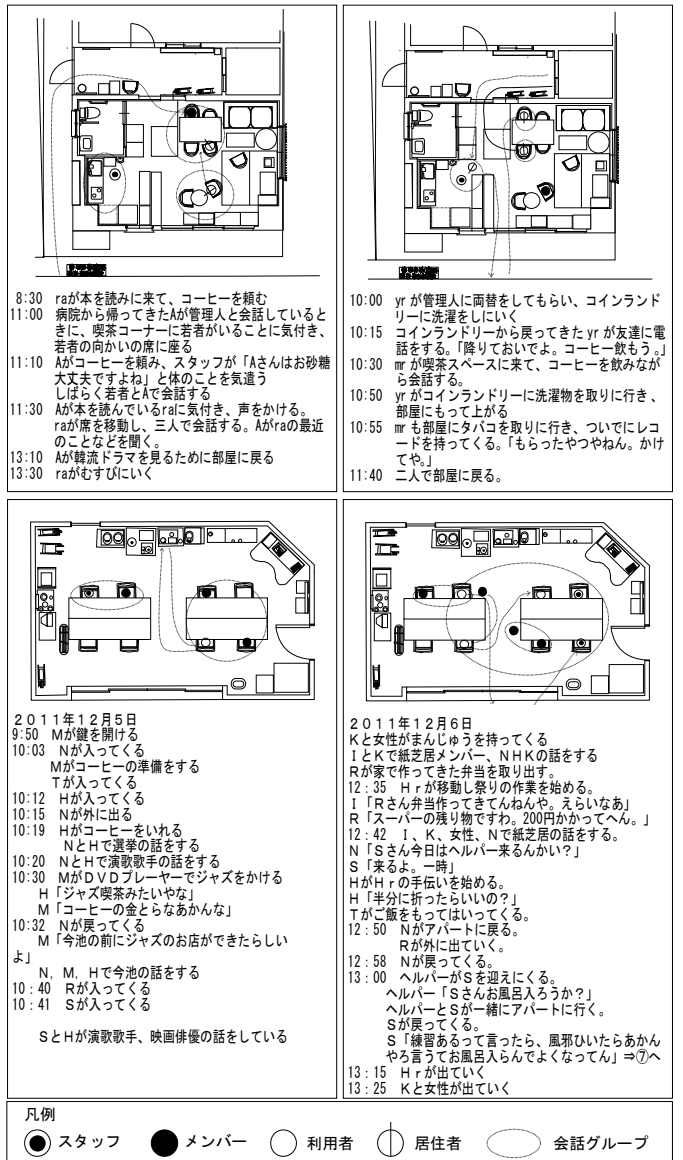 8:30 raが本を読みに来て、コーヒーを頼む
11:00 病院から帰ってきたAが管理人と会話していると
きに、喫茶コーナーに若者がいることに気付き、
若者の向かいの席に座る
11:10 Aがコーヒーを頼み、スタッフが「Aさんはお砂糖
大丈夫ですよね」と体のことを気遣う
しばらく若者とAで会話する
11:30 Aが本を読んでいるraに気付き、声をかける。
raが席を移動し、三人で会話する。Aがraの最近
のことなどを聞く。
13:10 Aが韓流ドラマを見るために部屋に戻る
13:30 raがむすびにいく
10:00 yrが管理人に両替をしてもらい、コインランド
リーに洗濯をしにいく
10:15 コインランドリーから戻ってきたyrが友達に電
話をする。「降りておいでよ。コーヒー飲もう。」
10:30 mrが喫茶スペースに来て、コーヒーを飲みなが
ら会話する。
10:50 yrがコインランドリーに洗濯物を取りに行き、
部屋にもって上がる
10:55 mrも部屋にタバコを取りに行き、ついでにレコ
ードを持ってくる。「もらったやつやねん。かけ
てや。」
11:40 二人で部屋に戻る。
2011年12月5日
9:50 Mが鍵を開ける
10:03 Nが入ってくる
Mがコーヒーの準備をする
Tが入ってくる
10:12 Hが入ってくる
10:15 Nが外に出る
10:19 Hがコーヒーをいれる
NとHで選挙の話をする
10:20 NとHで演歌歌手の話をする
10:30 MがDVDプレーヤーでジャズをかける
H「ジャズ喫茶みたいやな」
M「コーヒーの金とらなあかんな」
10:32 Nが戻ってくる
M「今池の前にジャズのお店ができたらしい
よ」
N，M，Hで今池の話をする
10：40 Rが入ってくる
10：41 Sが入ってくる
SとHが演歌歌手、映画俳優の話をしている
2011年12月6日
Kと女性がまんじゅうを持ってくる
IとKで紙芝居メンバー、NHKの話をする
Rが家で作ってきた弁当を取り出す。
12：35 Hrが移動し祭りの作業を始める。
I「Rさん弁当作ってきてんねんや。えらいなあ」
R「スーパーの残り物ですわ。200円かかってへん。」
12：42 I、K、女性、Nで紙芝居の話をする。
N「Sさん今日はヘルパー来るんかい？」
S「来るよ。一時」
HがHrの手伝いを始める。
H「半分に折ったらいいの？」
Tがご飯をもってはいってくる。
12：50 Nがアパートに戻る。
Rが外に出ていく。
12：58 Nが戻ってくる。
13：00 ヘルパーがSを迎えにくる。
ヘルパー「Sさんお風呂入ろうか？」
ヘルパーとSが一緒にアパートに行く。
Sが戻ってくる。
S「練習あるって言ったら、風邪ひいたらあかん
やろ言うてお風呂入らんでよくなってん」⇒⑦へ
13：15 Hrが出ていく
13：25 Kと女性が出ていく
凡例
スタッフ メンバー 利用者 居住者 会話グループ